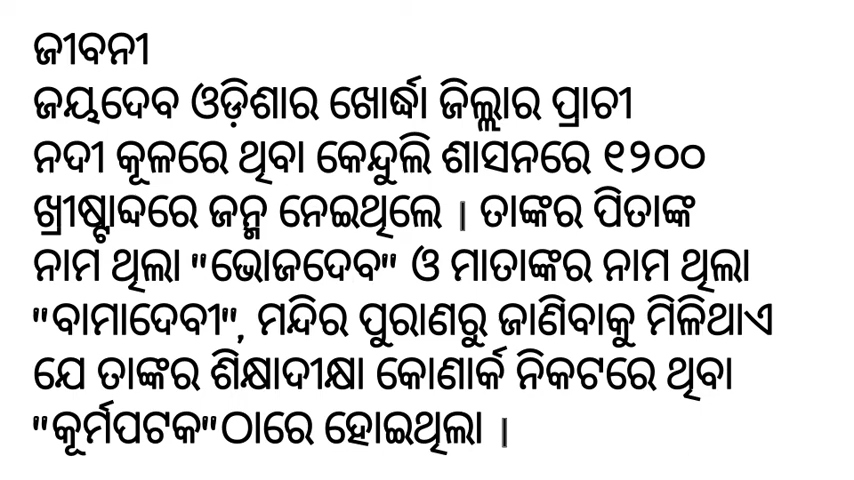 ଜୀବନୀ
ଜୟଦେବ ଓଡ଼ିଶାର ଖୋର୍ଦ୍ଧା ଜିଲ୍ଲାର ପ୍ରାଚୀ
ନଦୀ କୂଳରେ ଥିବା କେନ୍ଦୁଲି ଶାସନରେ ୧୨୦୦
ଖ୍ରୀଷ୍ଟାବ୍ଦରେ ଜନ୍ମ ନେଇଥିଲେ । ତାଙ୍କର ପିତାଙ୍କ
ନାମ ଥିଲା "ଭୋଜଦେବ" ଓ ମାତାଙ୍କର ନାମ ଥିଲା
"ବାମାଦେବୀ", ମନ୍ଦିର ପୁରାଣରୁ ଜାଣିବାକୁ ମିଳିଥାଏ
ଯେ ତାଙ୍କର ଶିକ୍ଷାଦୀକ୍ଷା କୋଣାର୍କ ନିକଟରେ ଥିବା
"କୂର୍ମପଟକ"ଠାରେ ହୋଇଥିଲା ।